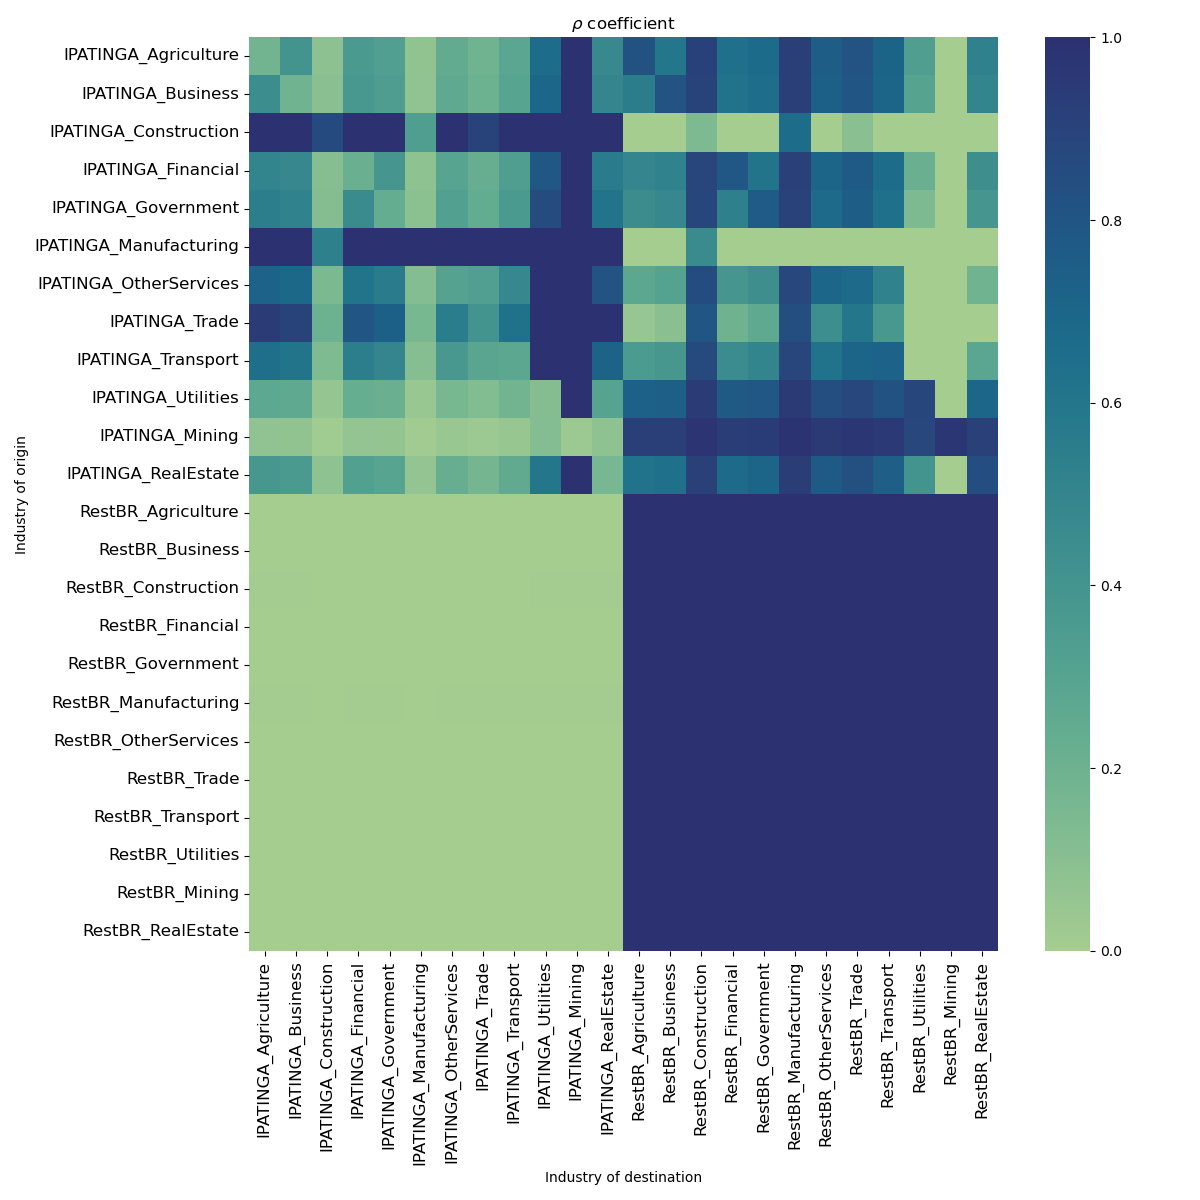 ρ coefficient
IPATINGA_Agriculture
IPATINGA_Business
IPATINGA_Construction
IPATINGA_Financial
IPATINGA_Government
IPATINGA_Manufacturing
IPATINGA_OtherServices
IPATINGA_Trade
IPATINGA_Transport
IPATINGA_Utilities
IPATINGA_Mining
IPATINGA_RealEstate
RestBR_Agriculture
RestBR_Business
RestBR_Construction
RestBR_Financial
RestBR_Government
RestBR_Manufacturing
RestBR_OtherServices
RestBR_Trade
RestBR_Transport
RestBR_Utilities
RestBR_Mining
RestBR_RealEstate
Industry of origin
IPATINGA_Agriculture
IPATINGA_Business
IPATINGA_Construction
IPATINGA_Financial
IPATINGA_Government
IPATINGA_Manufacturing
IPATINGA_OtherServices
IPATINGA_Trade
IPATINGA_Transport
IPATINGA_Utilities
IPATINGA_Mining
IPATINGA_RealEstate
RestBR_Agriculture
RestBR_Business
RestBR_Construction
RestBR_Financial
RestBR_Government
RestBR_Manufacturing
RestBR_OtherServices
RestBR_Trade
RestBR_Transport
RestBR_Utilities
RestBR_Mining
RestBR_RealEstate
Industry of destination
1.0
0.8
0.6
0.4
0.2
0.0